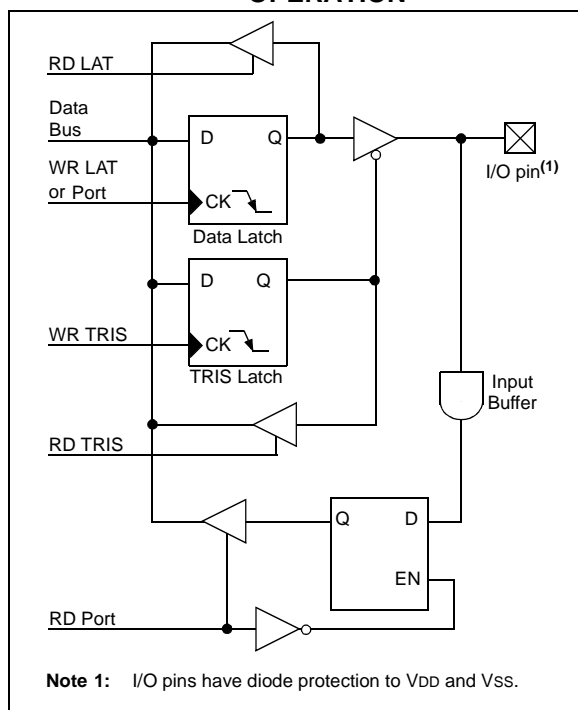 OPERATION
RD LAT
Data
Bus
D Q
WR LAT
or Port
CK
Data Latch
I/O pin(1)
D Q
WR TRIS
CK
TRIS Latch
Input
Buffer
RD TRIS
Q D
EN
RD Port
Note 1: I/O pins have diode protection to VDD and VSS.